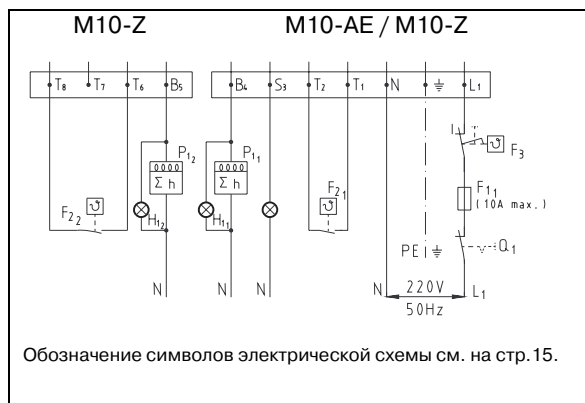 M10-Z M10-AE / M10-Z
T8 T7 T6 B5 B4 S3 T2 T1 N L1
P12 P11 F3
0000 0000
Σ h Σ h F11
(10A max.)
F22 H12 H11 F21
PE Q1
N N N N 220V L1
50Hz
Обозначение символов электрической схемы см. на стр.15.